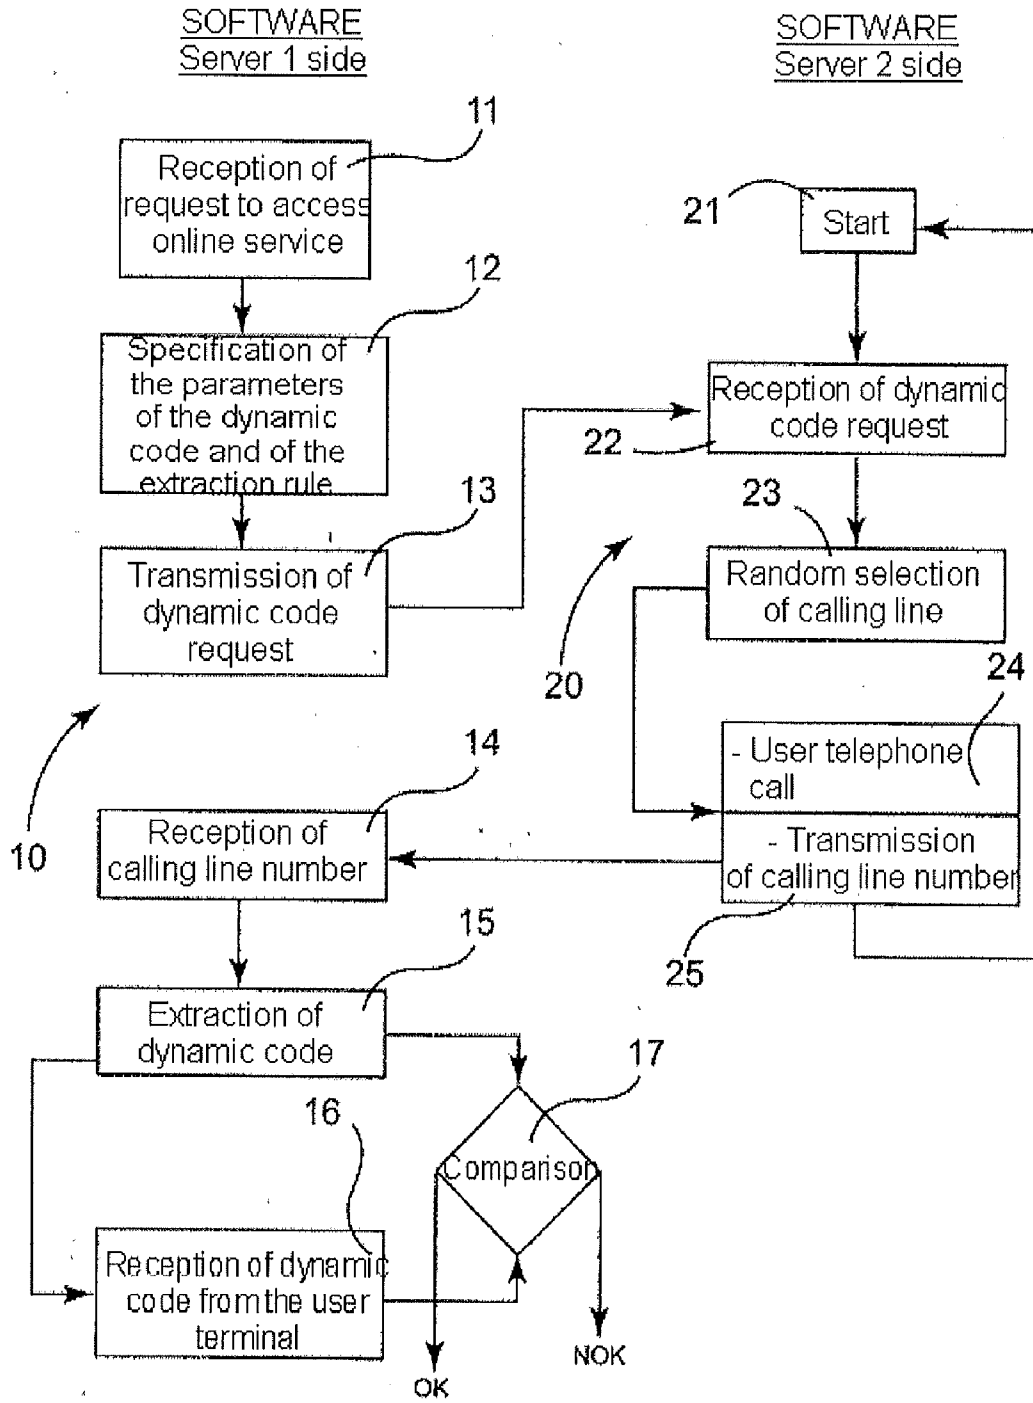 SOFTWARE
Server 1 side
11
Reception of
request to access
online service
12
Specification of
the parameters
of the dynamic
code and of the
extraction rule
13
Transmission of
dynamic code
request
10
14
Reception of
calling line number
15
Extraction of
dynamic code
16
Reception of dynamic
code from the user
terminal
17
Comparison
OK
NOK
SOFTWARE
Server 2 side
21
Start
22
Reception of dynamic
code request
23
Random selection
of calling line
20
24
- User telephone
call
- Transmission
of calling line number
25